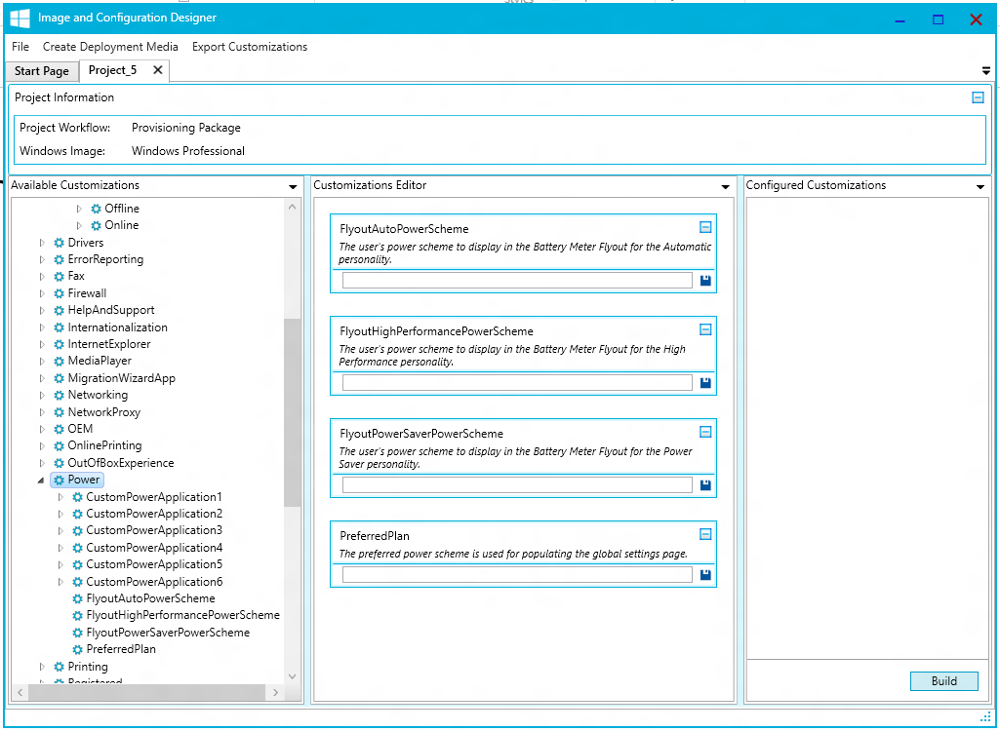 Image and Configuration Designer
File Create Deployment Media Export Customizations
Start Page Project_5
Project Information
Project Workflow: Provisioning Package
Windows Image: Windows Professional
Available Customizations
Offline
Online
Drivers
ErrorReporting
Fax
Firewall
HelpAndSupport
Internationalization
InternetExplorer
MediaPlayer
MigrationWizardApp
Networking
NetworkProxy
OEM
OnlinePrinting
OutOfBoxExperience
Power
CustomPowerApplication1
CustomPowerApplication2
CustomPowerApplication3
CustomPowerApplication4
CustomPowerApplication5
CustomPowerApplication6
FlyoutAutoPowerScheme
FlyoutHighPerformancePowerScheme
FlyoutPowerSaverPowerScheme
PreferredPlan
Printing
Registered
Customizations Editor
FlyoutAutoPowerScheme
The user's power scheme to display in the Battery Meter Flyout for the Automatic
personality.
FlyoutHighPerformancePowerScheme
The user's power scheme to display in the Battery Meter Flyout for the High
Performance personality.
FlyoutPowerSaverPowerScheme
The user's power scheme to display in the Battery Meter Flyout for the Power
Saver personality.
PreferredPlan
The preferred power scheme is used for populating the global settings page.
Configured Customizations
Build